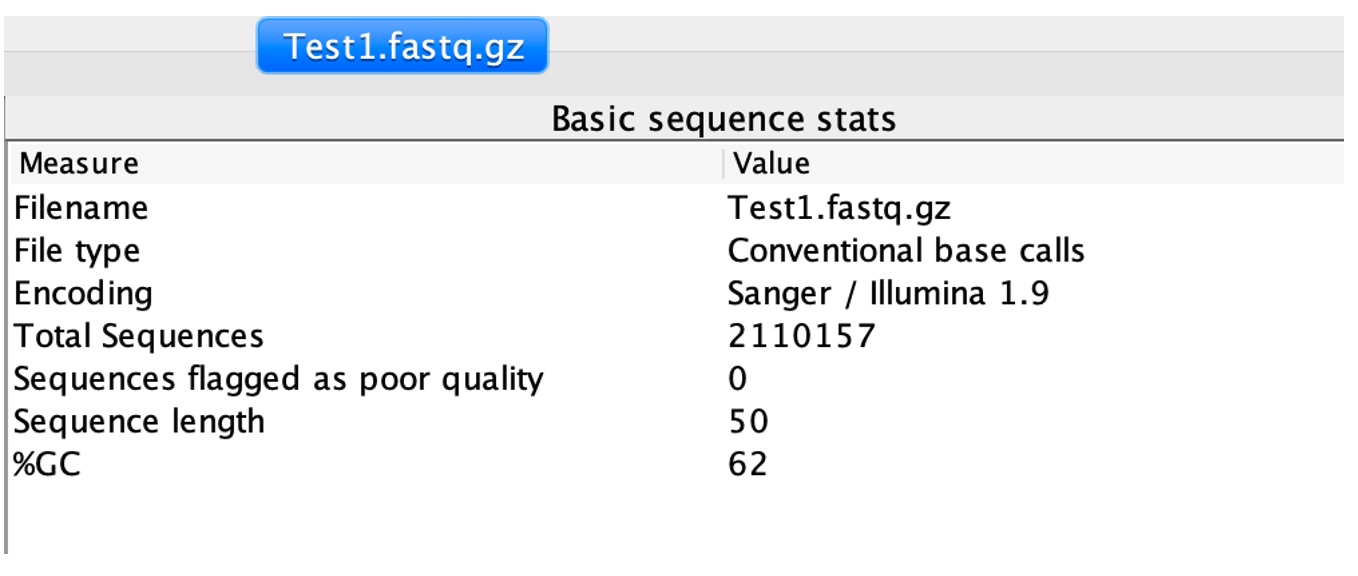 Test1.fastq.gz
Basic sequence stats
Measure Value
Filename Test1.fastq.gz
File type Conventional base calls
Encoding Sanger / Illumina 1.9
Total Sequences 2110157
Sequences flagged as poor quality 0
Sequence length 50
%GC 62